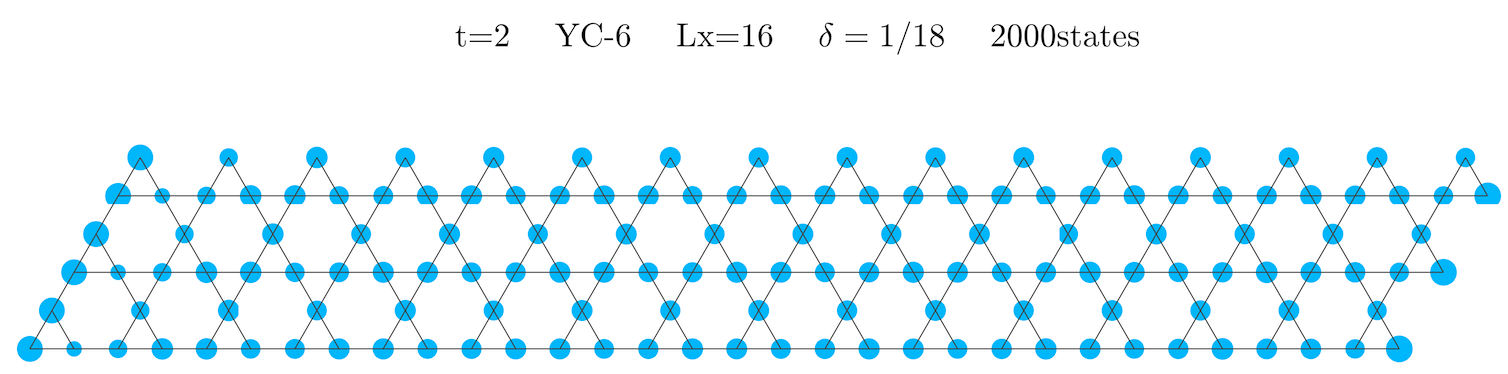 t=2 YC-6 Lx=16 δ = 1/18 2000states